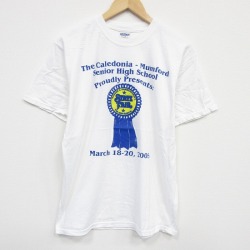 The Caledonia - Mumford
Senior High School
Proudly Presents:
March 18-20, 2005